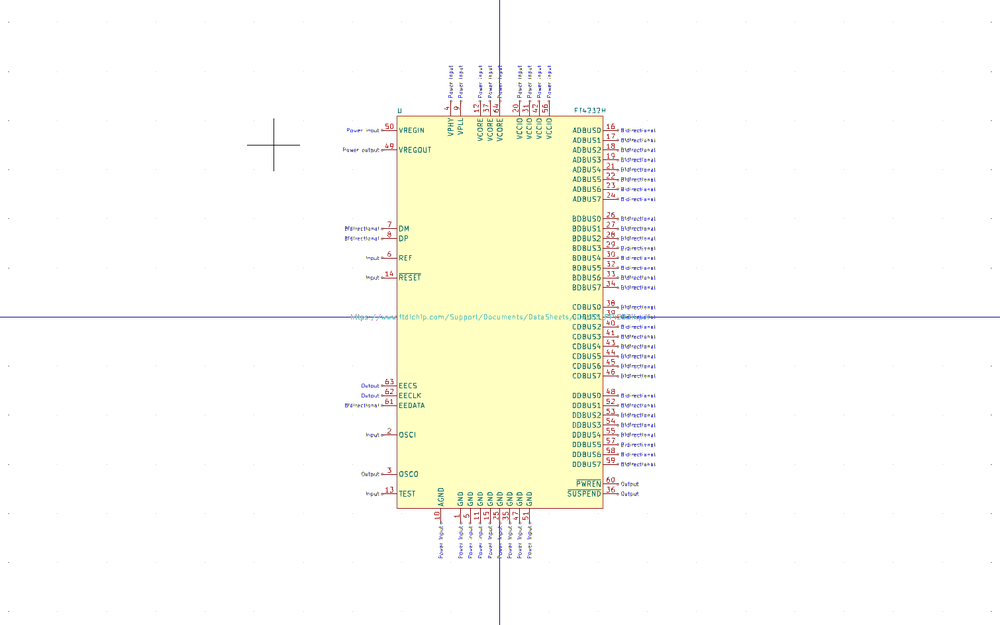 Power input Power input Power input Power input Power input Power input Power input Power input Power input
4 9 12 37 64 20 31 42 56
U FT4232H
VPHY VPLL VCORE VCORE VCORE VCCIO VCCIO VCCIO VCCIO
Power input 50 VREGIN ADBUS0 16 Bidirectional
ADBUS1 17 Bidirectional
Power output 49 VREGOUT ADBUS2 18 Bidirectional
ADBUS3 19 Bidirectional
ADBUS4 21 Bidirectional
ADBUS5 22 Bidirectional
ADBUS6 23 Bidirectional
ADBUS7 24 Bidirectional
BDBUS0 26 Bidirectional
Bidirectional 7 DM BDBUS1 27 Bidirectional
Bidirectional 8 DP BDBUS2 28 Bidirectional
BDBUS3 29 Bidirectional
Input 6 REF BDBUS4 30 Bidirectional
BDBUS5 32 Bidirectional
Input 14 RESET BDBUS6 33 Bidirectional
BDBUS7 34 Bidirectional
CDBUS0 38 Bidirectional
https://www.ftdichip.com/Support/Documents/DataSheets/ CDBUS1 39
CDBUS2 40 Bidirectional
CDBUS3 41 Bidirectional
CDBUS4 43 Bidirectional
CDBUS5 44 Bidirectional
CDBUS6 45 Bidirectional
CDBUS7 46 Bidirectional
Output 63 EECS
Output 62 EECLK DDBUS0 48 Bidirectional
Bidirectional 61 EEDATA DDBUS1 52 Bidirectional
DDBUS2 53 Bidirectional
DDBUS3 54 Bidirectional
Input 2 OSCI DDBUS4 55 Bidirectional
DDBUS5 57 Bidirectional
DDBUS6 58 Bidirectional
DDBUS7 59 Bidirectional
Output 3 OSCO
PWREN 60 Output
Input 13 TEST SUSPEND 36 Output
AGND GND GND GND GND GND GND GND GND
10 1 5 11 15 25 35 47 51
Power input Power input Power input Power input Power input Power input Power input Power input Power input